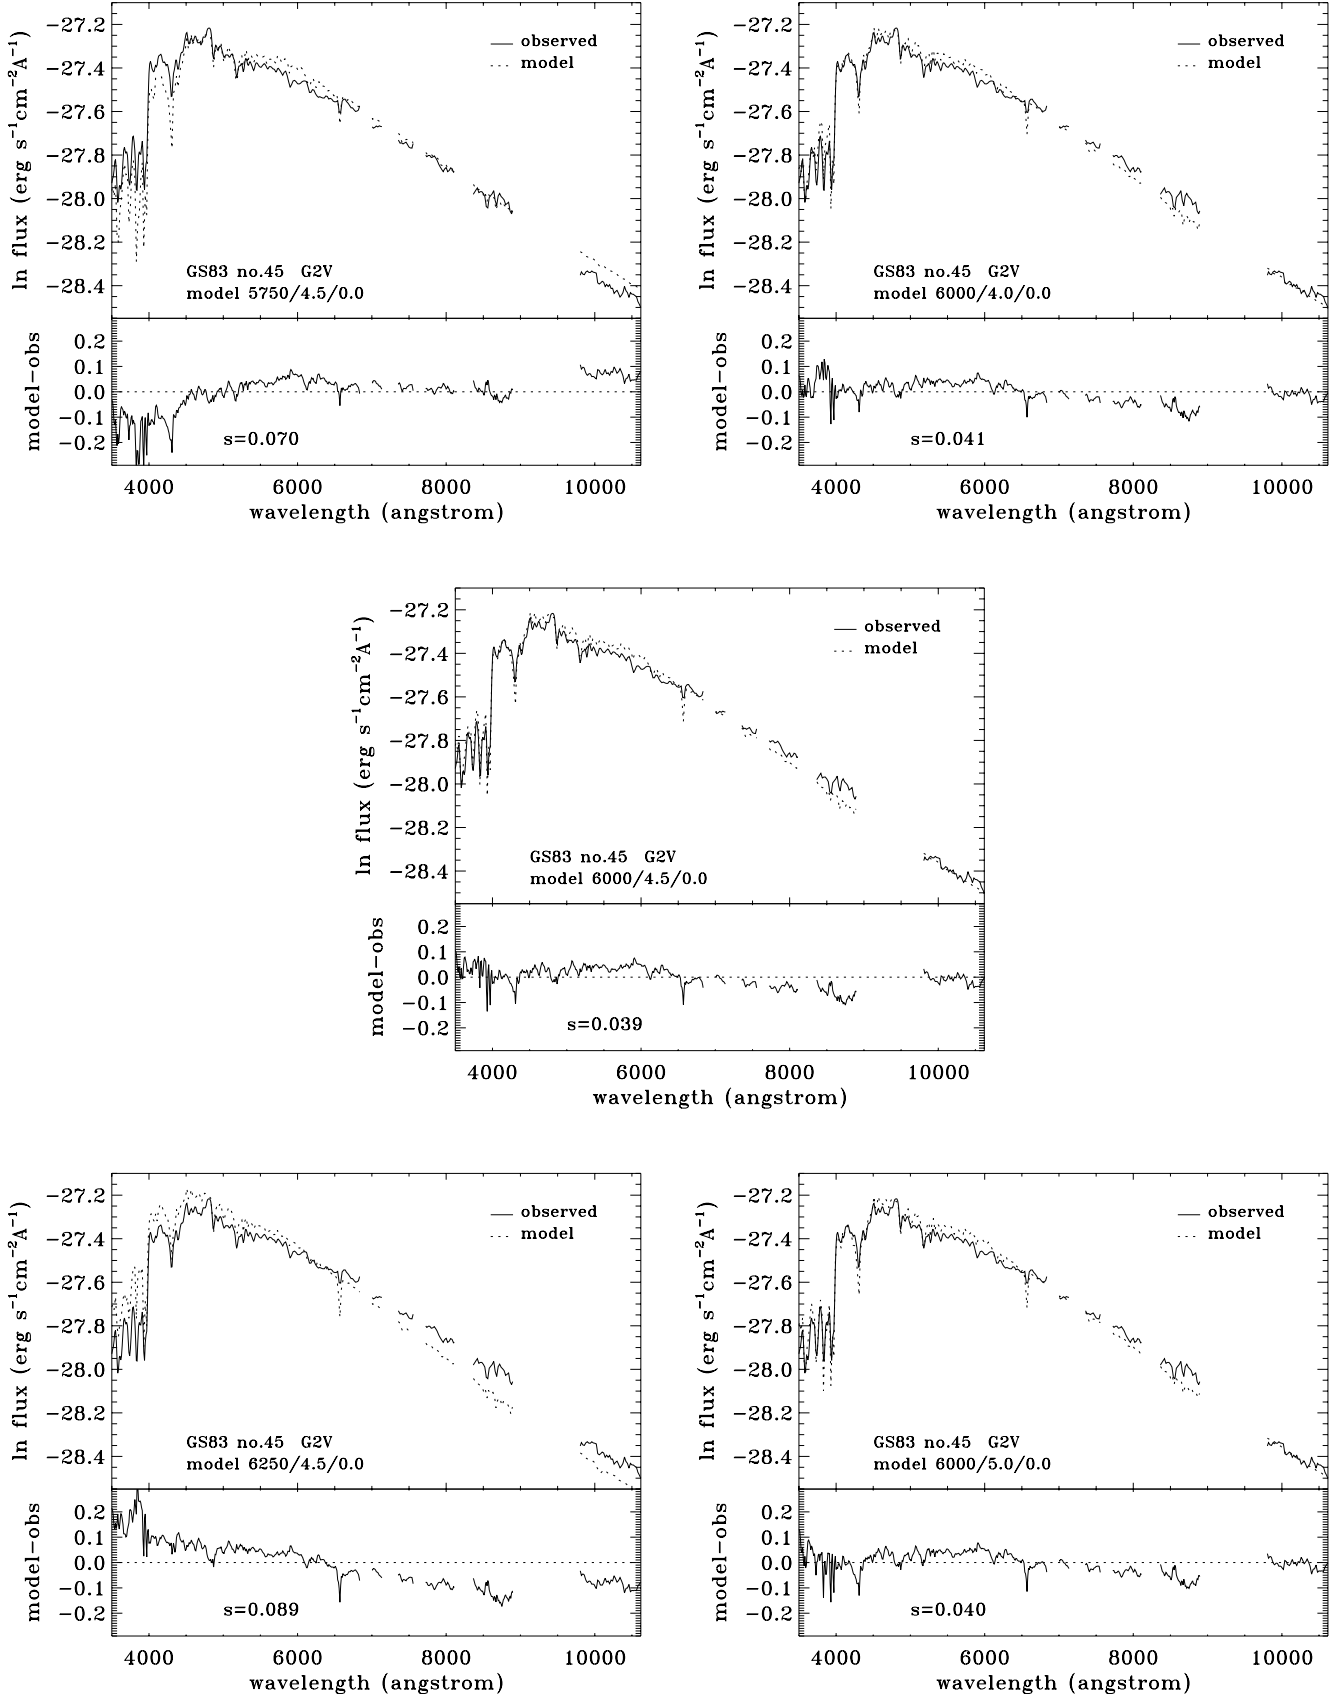 ln flux (erg s⁻¹cm⁻²A⁻¹)
−27.2
−27.4
−27.6
−27.8
−28.0
−28.2
−28.4
observed
model
GS83 no.45 G2V
model 5750/4.5/0.0
model−obs
0.2
0.1
0.0
−0.1
−0.2
s=0.070
4000 6000 8000 10000
wavelength (angstrom)
ln flux (erg s⁻¹cm⁻²A⁻¹)
−27.2
−27.4
−27.6
−27.8
−28.0
−28.2
−28.4
observed
model
GS83 no.45 G2V
model 6000/4.0/0.0
model−obs
0.2
0.1
0.0
−0.1
−0.2
s=0.041
4000 6000 8000 10000
wavelength (angstrom)
ln flux (erg s⁻¹cm⁻²A⁻¹)
−27.2
−27.4
−27.6
−27.8
−28.0
−28.2
−28.4
observed
model
GS83 no.45 G2V
model 6000/4.5/0.0
model−obs
0.2
0.1
0.0
−0.1
−0.2
s=0.039
4000 6000 8000 10000
wavelength (angstrom)
ln flux (erg s⁻¹cm⁻²A⁻¹)
−27.2
−27.4
−27.6
−27.8
−28.0
−28.2
−28.4
observed
model
GS83 no.45 G2V
model 6250/4.5/0.0
model−obs
0.2
0.1
0.0
−0.1
−0.2
s=0.089
4000 6000 8000 10000
wavelength (angstrom)
ln flux (erg s⁻¹cm⁻²A⁻¹)
−27.2
−27.4
−27.6
−27.8
−28.0
−28.2
−28.4
observed
model
GS83 no.45 G2V
model 6000/5.0/0.0
model−obs
0.2
0.1
0.0
−0.1
−0.2
s=0.040
4000 6000 8000 10000
wavelength (angstrom)